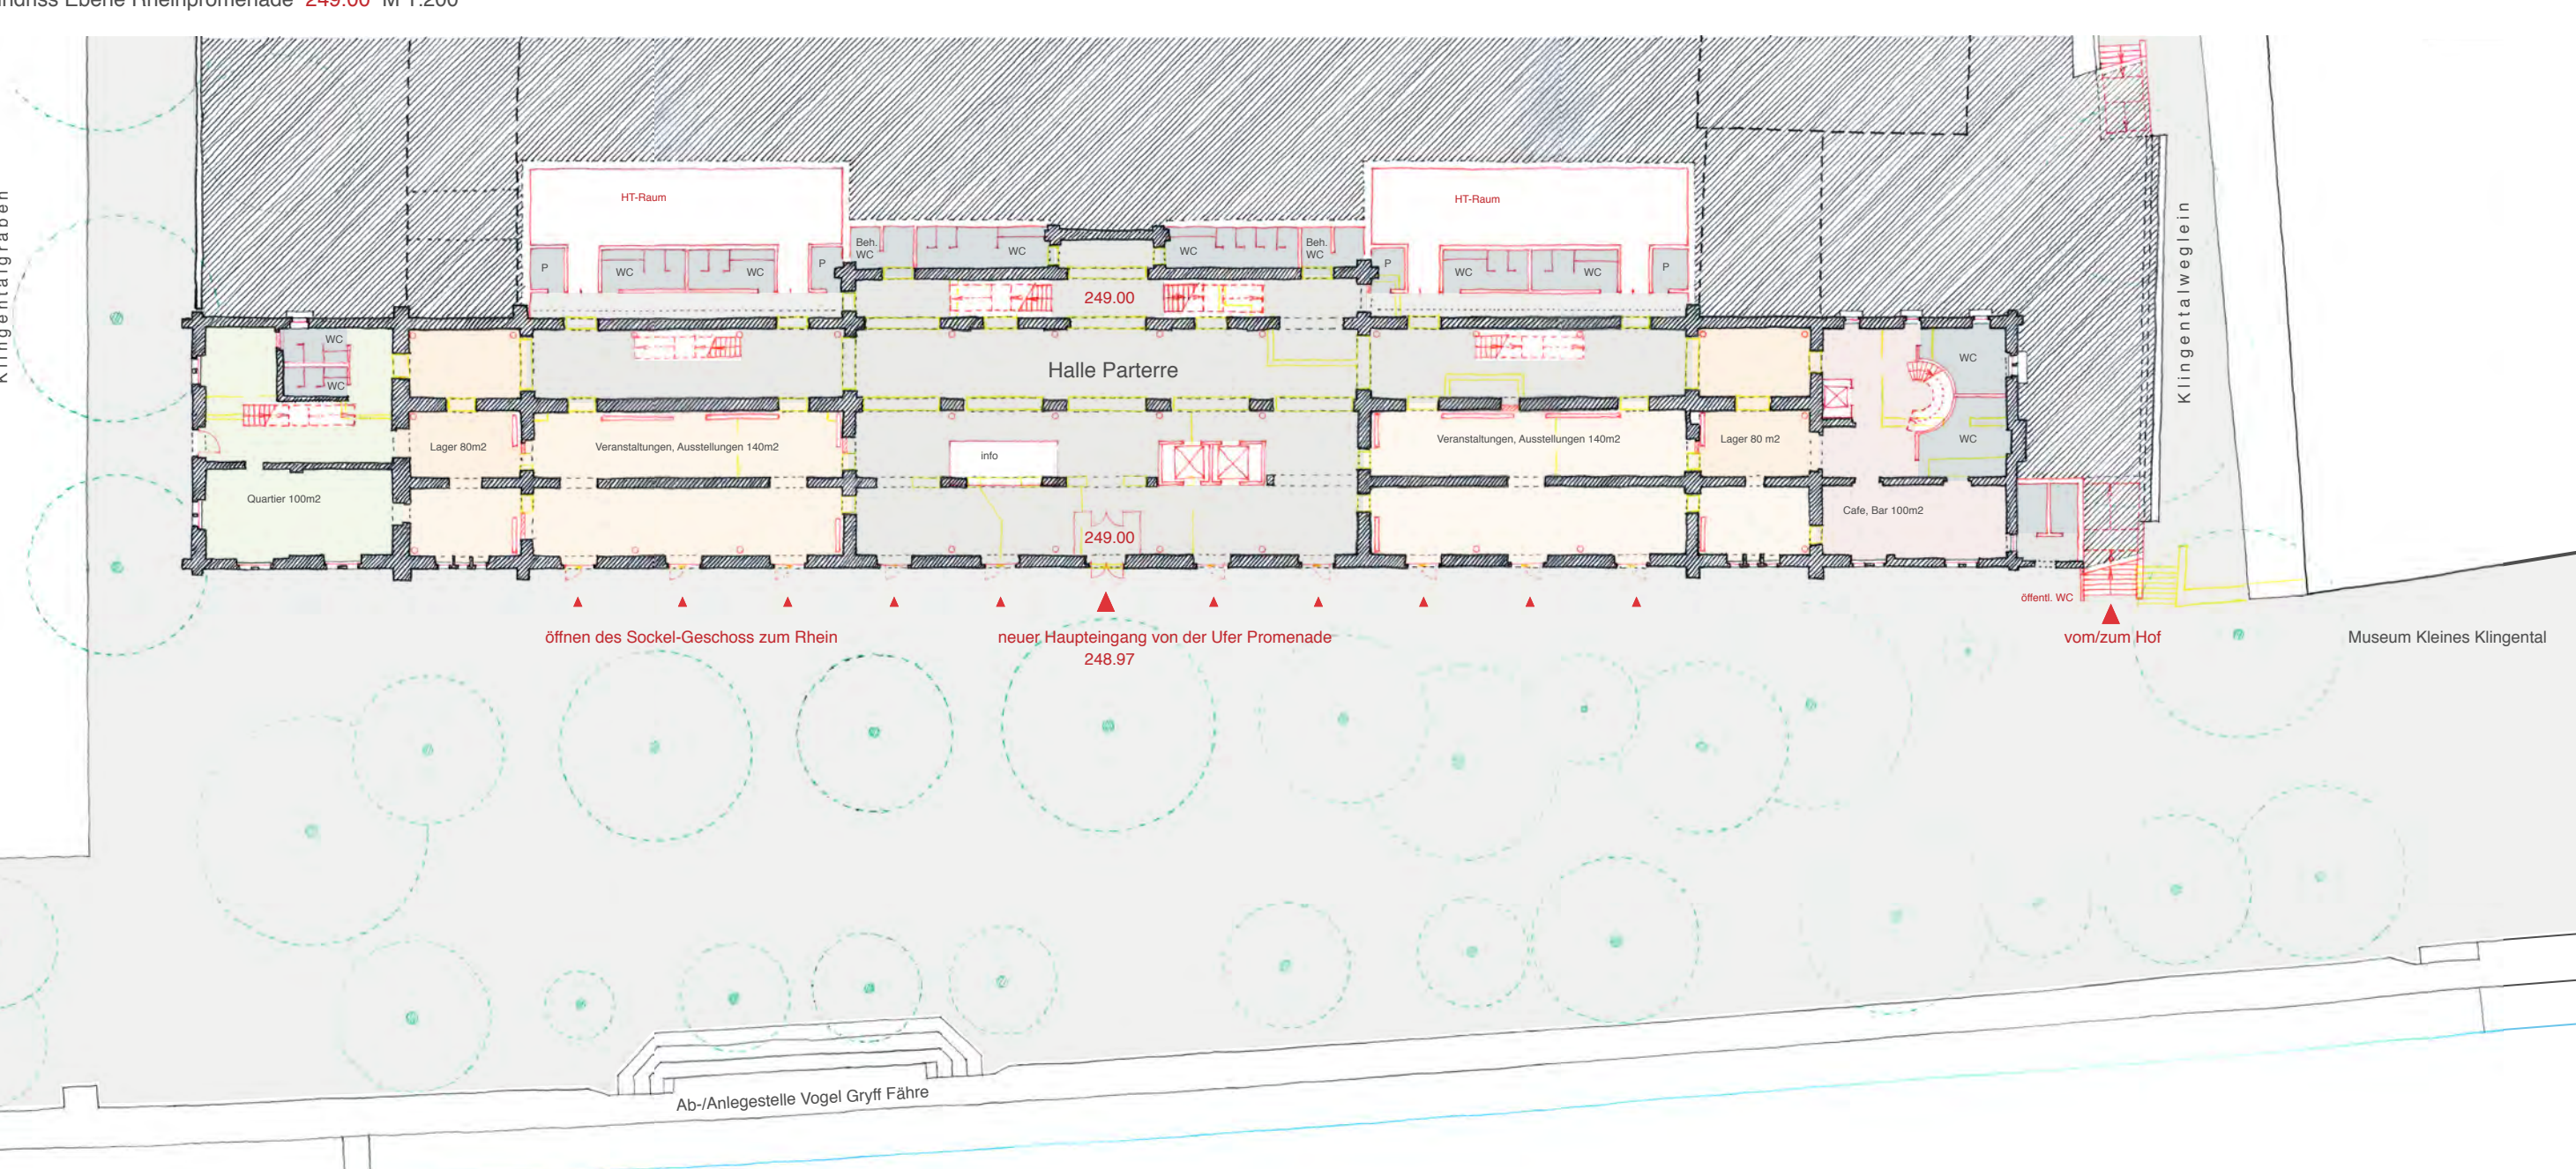 Ebene Rheinpromenade 249.00 M 1:200
Klingentalgraben
HT-Raum
HT-Raum
Klingentalweglein
P
WC
WC
P
Beh.
WC
WC
WC
Beh.
WC
P
WC
WC
P
249.00
WC
WC
Halle Parterre
WC
WC
Lager 80m2
Veranstaltungen, Ausstellungen 140m2
info
Veranstaltungen, Ausstellungen 140m2
Lager 80 m2
Quartier 100m2
Cafe, Bar 100m2
249.00
öffentl. WC
öffnen des Sockel-Geschoss zum Rhein
neuer Haupteingang von der Ufer Promenade
248.97
vom/zum Hof
Museum Kleines Klingental
Ab-/Anlegestelle Vogel Gryff Fähre